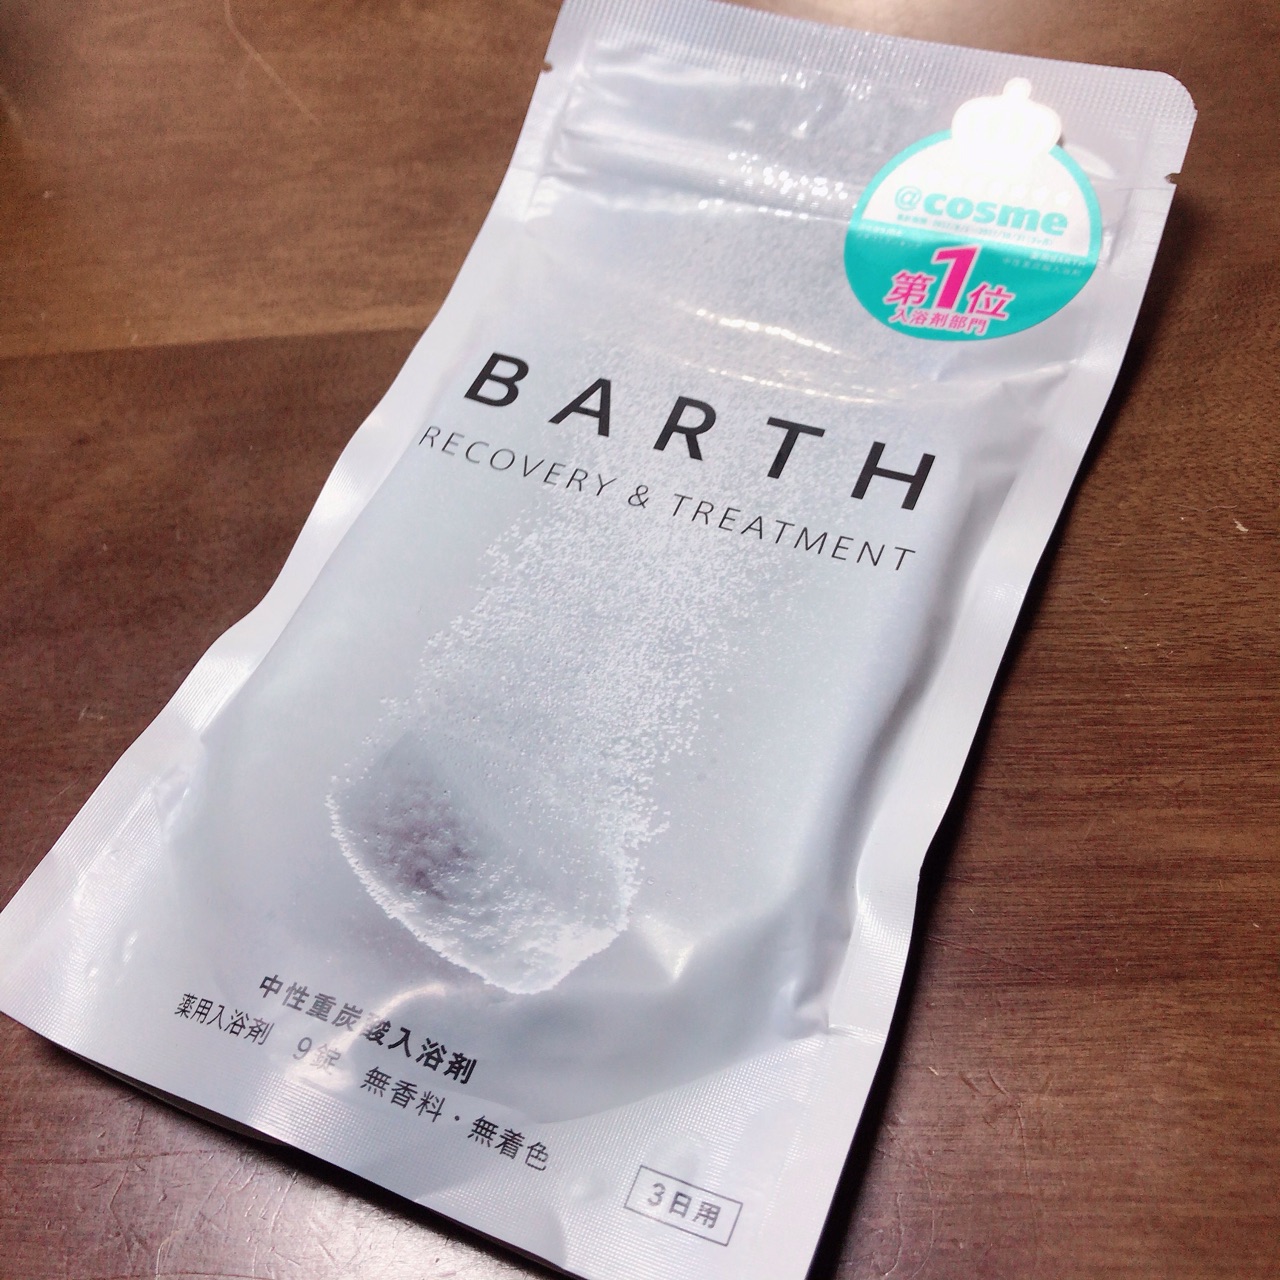 @cosme
第1位
入浴剤部門
BARTH
RECOVERY & TREATMENT
中性重炭酸入浴剤
薬用入浴剤 9錠 無香料・無着色
3日用